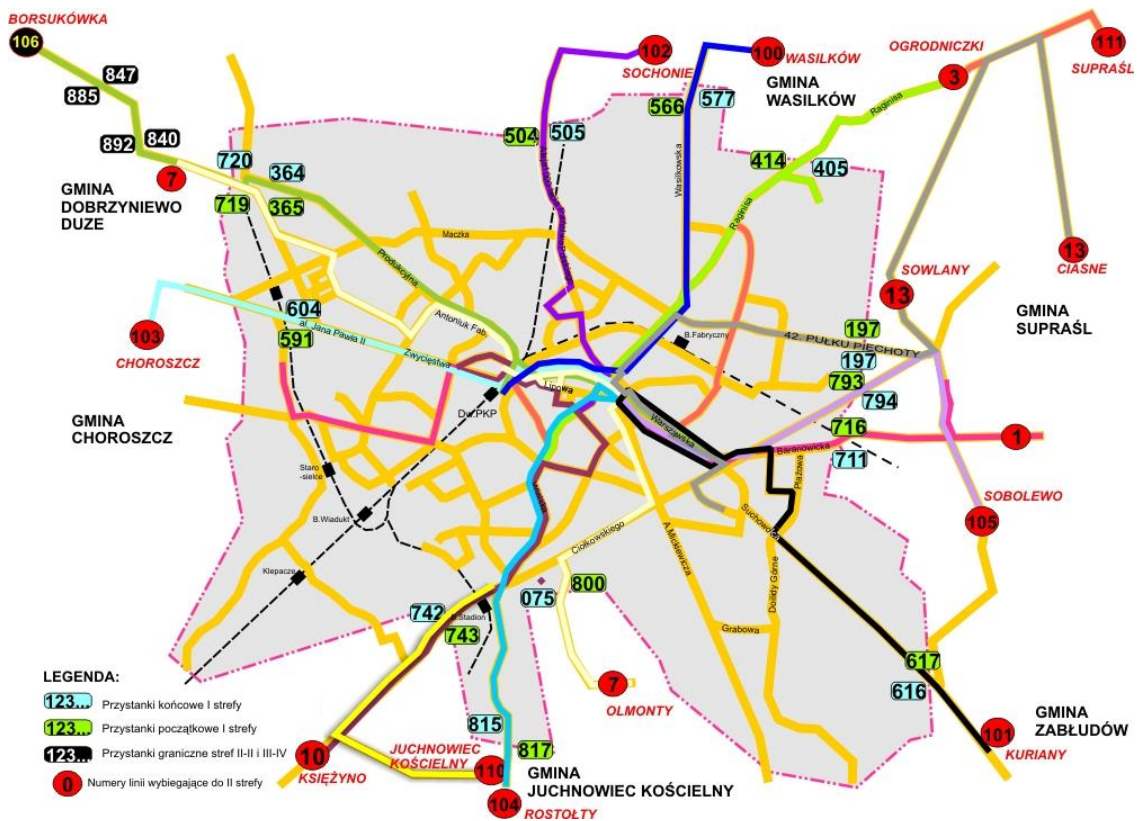 BORSUKÓWKA
106
847
885
892
840
7
GMINA
DOBRZYNIEWO
DUZE
720
364
719
365
102
SOCHONIE
504
505
100
WASILKÓW
GMINA
WASILKÓW
566
577
OGRODNICZKI
3
111
SUPRAŚL
Raginisa
414
405
Wasilkowska
Raginisa
Maczka
Produkcyjna
Antoniuk Fab.
103
CHOROSZCZ
604
591
al. Jana Pawła II
Zwycięstwa
Lipowa
Dw.PKP
B.Fabryczny
SOWLANY
13
13
CIASNE
GMINA
SUPRAŚL
42. PUŁKU PIECHOTY
197
197
793
794
716
711
Baranowicka
1
Warszawska
GMINA
CHOROSZCZ
Staro
-sielce
B.Wiadukt
Klepacze
SOBOLEWO
105
Plażowa
Ciołkowskiego
A.Mickiewicza
Dojlidy Górne
Grabowa
075
800
742
743
Stadion
617
616
7
OLMONTY
101
KURIANY
GMINA
ZABŁUDÓW
815
817
10
KSIĘŻYNO
JUCHNOWIEC
KOŚCIELNY
110
104
ROSTOŁTY
GMINA
JUCHNOWIEC KOŚCIELNY
LEGENDA:
123... Przystanki końcowe I strefy
123... Przystanki początkowe I strefy
123... Przystanki graniczne stref II-II i III-IV
0 Numery linii wybiegające do II strefy